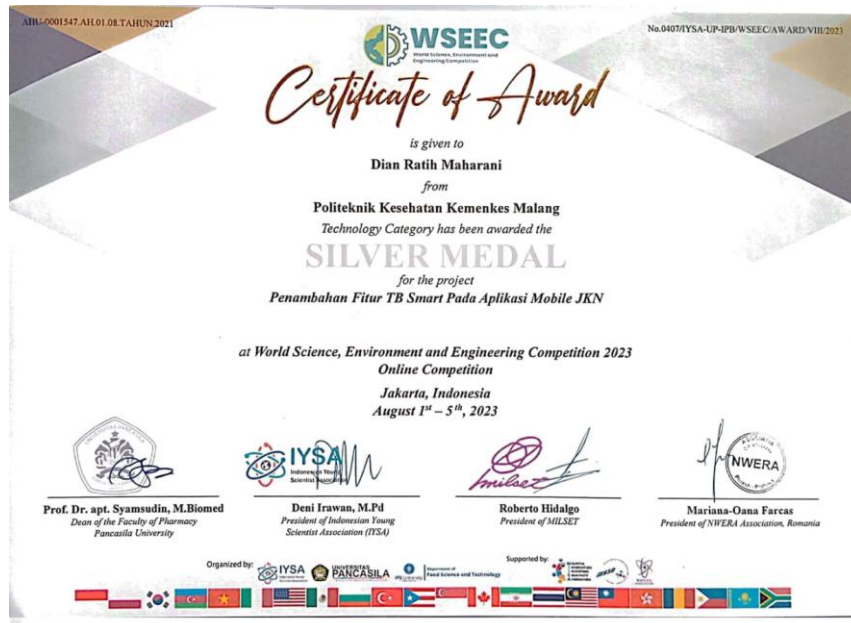 AHU-0001547.AH.01.08.TAHUN 2021
No.0407/IYSA-UP-IPB/WSEEC/AWARD/VIII/2023
WSEEC
World Science, Environment and
Engineering Competition
Certificate of Award
is given to
Dian Ratih Maharani
from
Politeknik Kesehatan Kemenkes Malang
Technology Category has been awarded the
SILVER MEDAL
for the project
Penambahan Fitur TB Smart Pada Aplikasi Mobile JKN
at World Science, Environment and Engineering Competition 2023
Online Competition
Jakarta, Indonesia
August 1st – 5th, 2023
UNIVERSITAS PANCASILA
IYSA
Indonesian Young
Scientist Association
milset
NWERA
Prof. Dr. apt. Syamsudin, M.Biomed
Dean of the Faculty of Pharmacy
Pancasila University
Deni Irawan, M.Pd
President of Indonesian Young
Scientist Association (IYSA)
Roberto Hidalgo
President of MILSET
Mariana-Oana Farcas
President of NWERA Association, Romania
Organized by:
IYSA
UNIVERSITAS
PANCASILA
Department of
Food Science and Technology
Supported by: